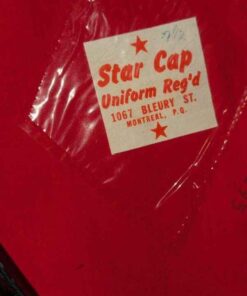 Star Cap
Uniform Reg'd
1067 BLEURY ST.
MONTREAL, P.Q.